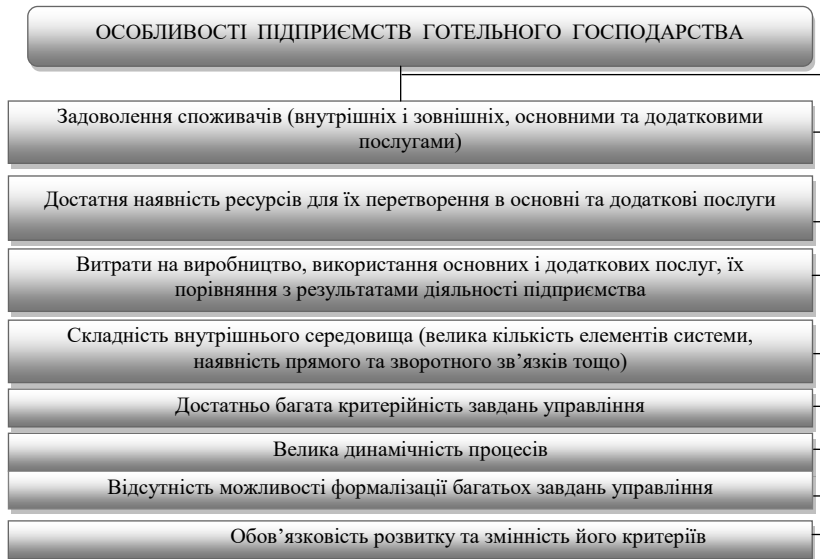 ОСОБЛИВОСТІ ПІДПРИЄМСТВ ГОТЕЛЬНОГО ГОСПОДАРСТВА
Задоволення споживачів (внутрішніх і зовнішніх, основними та додатковими
послугами)
Достатня наявність ресурсів для їх перетворення в основні та додаткові послуги
Витрати на виробництво, використання основних і додаткових послуг, їх
порівняння з результатами діяльності підприємства
Складність внутрішнього середовища (велика кількість елементів системи,
наявність прямого та зворотного зв’язків тощо)
Достатньо багата критерійність завдань управління
Велика динамічність процесів
Відсутність можливості формалізації багатьох завдань управління
Обов’язковість розвитку та змінність його критеріїв